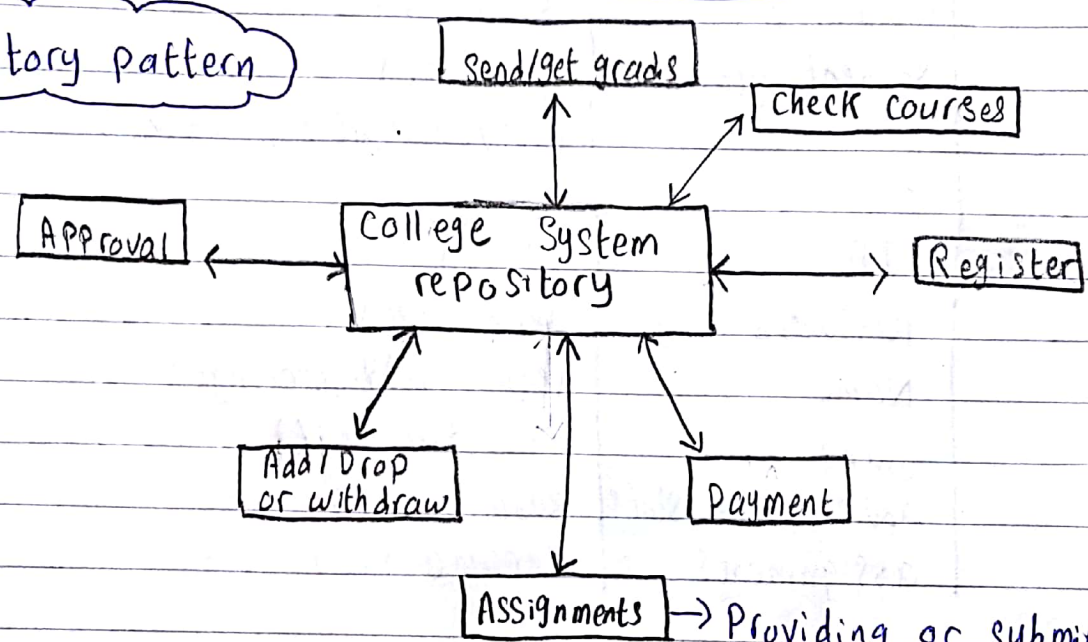 tory pattern
send/get grads
check courses
Approval
College System
repository
Register
Add/Drop
or withdraw
payment
Assignments → Providing or submi